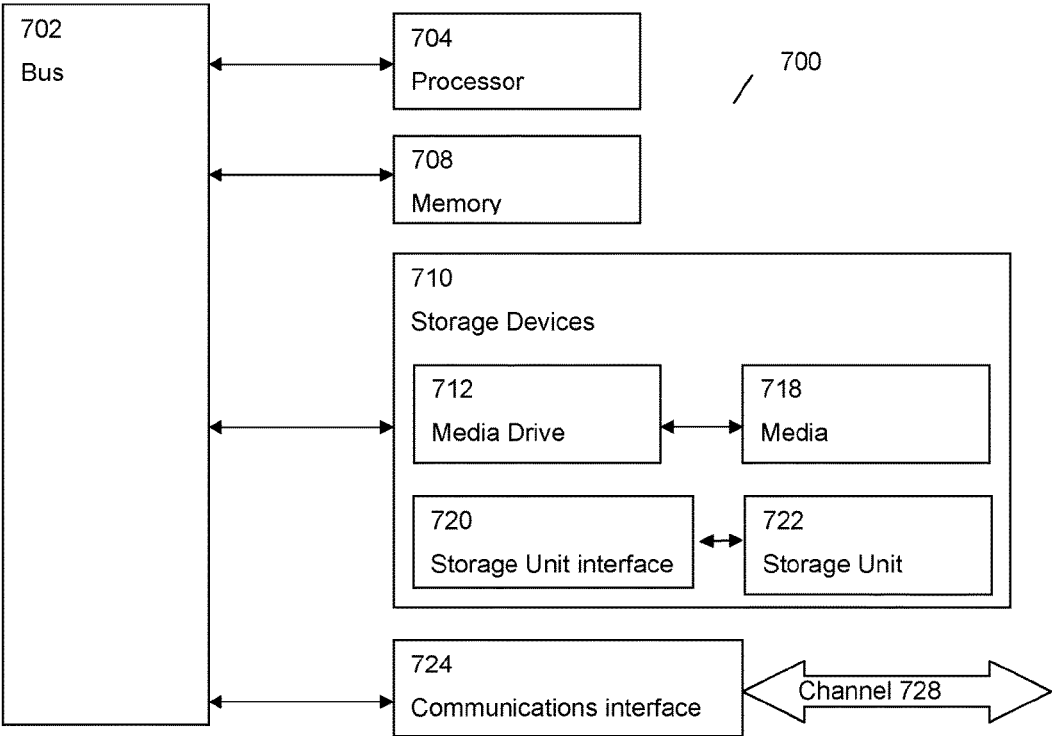 702
Bus
704
Processor
700
708
Memory
710
Storage Devices
712
Media Drive
718
Media
720
Storage Unit interface
722
Storage Unit
724
Communications interface
Channel 728